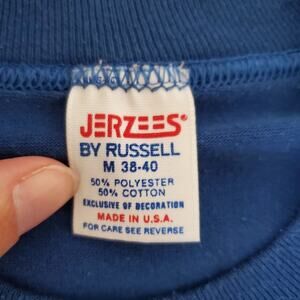 JERZEES®
BY RUSSELL
M 38-40
50% POLYESTER
50% COTTON
EXCLUSIVE OF DECORATION
MADE IN U.S.A.
FOR CARE SEE REVERSE